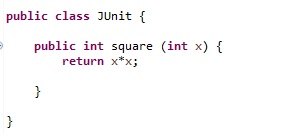 public class JUnit {
public int square (int x) {
return x*x;
}
}